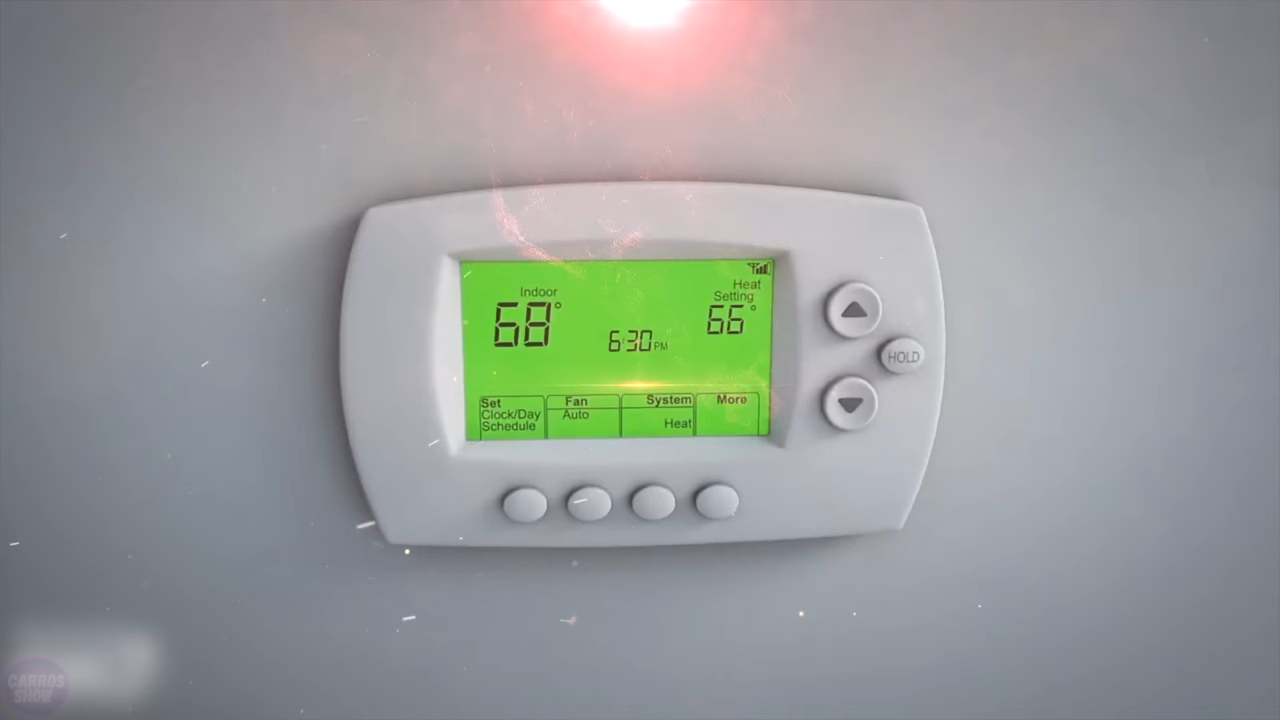 Indoor
68°
6:30 PM
Heat
Setting
66°
Set
Clock/Day
Schedule
Fan
Auto
System
Heat
More
HOLD
CARROS
SHOW